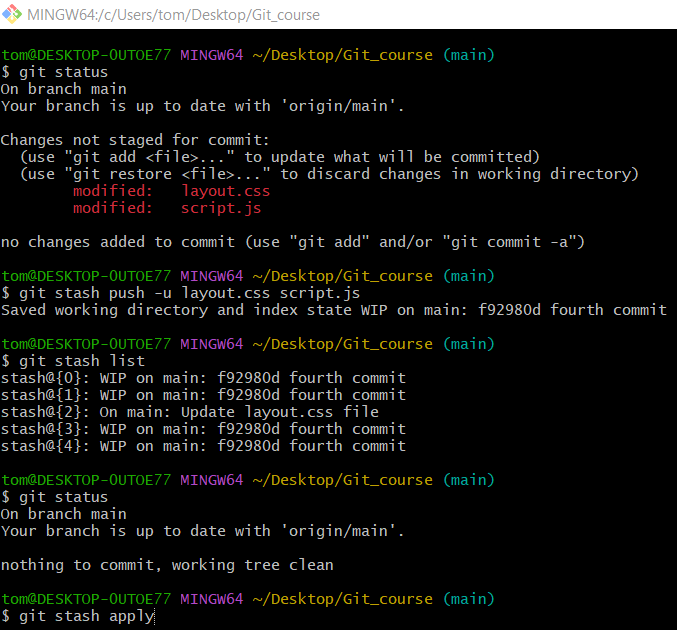 MINGW64:/c/Users/tom/Desktop/Git_course
tom@DESKTOP-OUTOE77 MINGW64 ~/Desktop/Git_course (main)
$ git status
On branch main
Your branch is up to date with 'origin/main'.
Changes not staged for commit:
  (use "git add <file>..." to update what will be committed)
  (use "git restore <file>..." to discard changes in working directory)
        modified:   layout.css
        modified:   script.js
no changes added to commit (use "git add" and/or "git commit -a")
tom@DESKTOP-OUTOE77 MINGW64 ~/Desktop/Git_course (main)
$ git stash push -u layout.css script.js
Saved working directory and index state WIP on main: f92980d fourth commit
tom@DESKTOP-OUTOE77 MINGW64 ~/Desktop/Git_course (main)
$ git stash list
stash@{0}: WIP on main: f92980d fourth commit
stash@{1}: WIP on main: f92980d fourth commit
stash@{2}: On main: Update layout.css file
stash@{3}: WIP on main: f92980d fourth commit
stash@{4}: WIP on main: f92980d fourth commit
tom@DESKTOP-OUTOE77 MINGW64 ~/Desktop/Git_course (main)
$ git status
On branch main
Your branch is up to date with 'origin/main'.
nothing to commit, working tree clean
tom@DESKTOP-OUTOE77 MINGW64 ~/Desktop/Git_course (main)
$ git stash apply